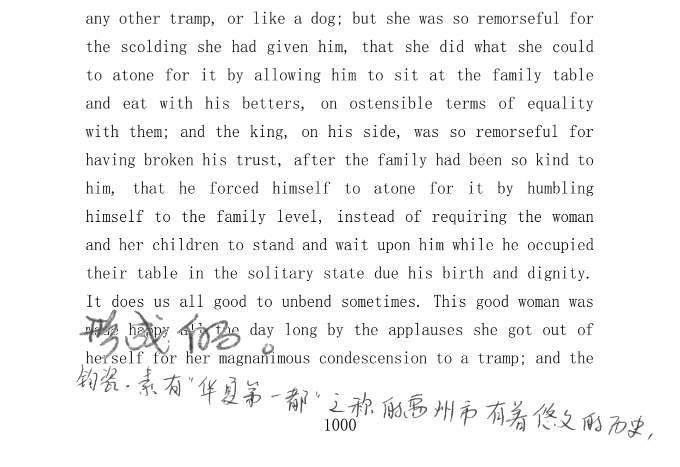 any other tramp, or like a dog; but she was so remorseful for
the scolding she had given him, that she did what she could
to atone for it by allowing him to sit at the family table
and eat with his betters, on ostensible terms of equality
with them; and the king, on his side, was so remorseful for
having broken his trust, after the family had been so kind to
him, that he forced himself to atone for it by humbling
himself to the family level, instead of requiring the woman
and her children to stand and wait upon him while he occupied
their table in the solitary state due his birth and dignity.
It does us all good to unbend sometimes. This good woman was
made happy all the day long by the applauses she got out of
形成
herself for her magnanimous condescension to a tramp; and the
钧瓷.素有"华夏第一都"之称的禹州市有着悠久的历史,
1000